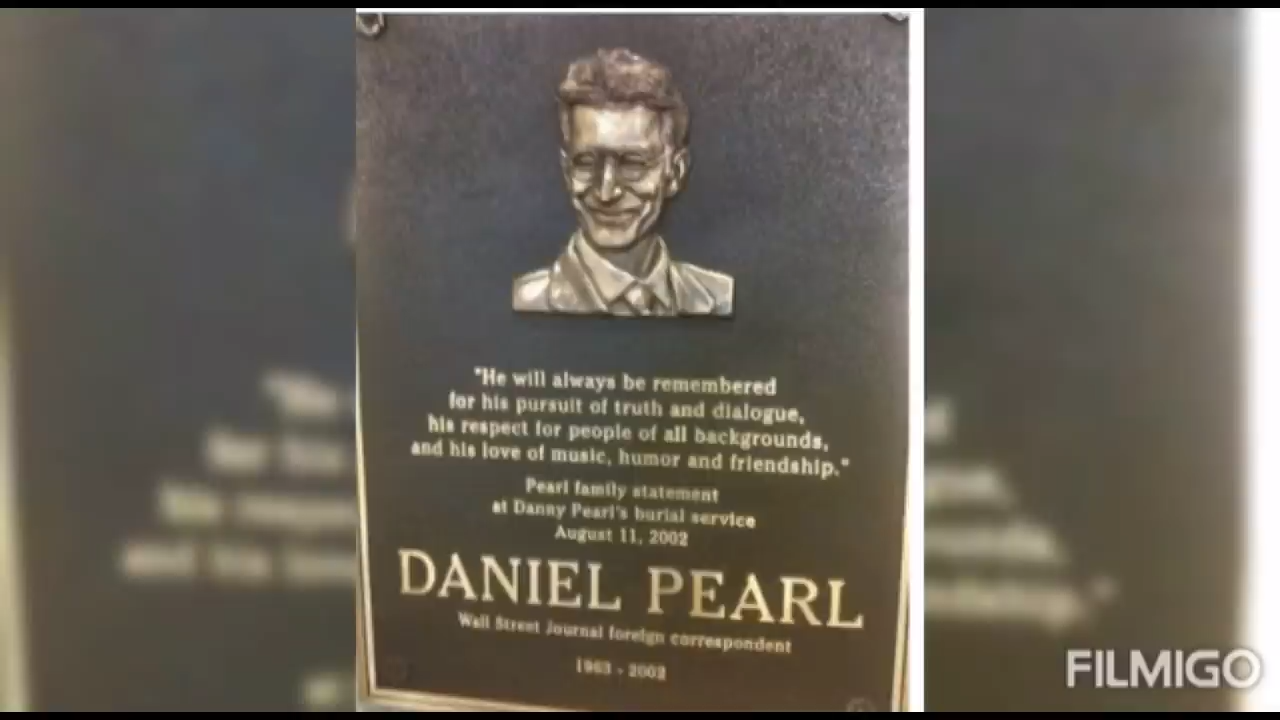 "He will always be remembered
for his pursuit of truth and dialogue,
his respect for people of all backgrounds,
and his love of music, humor and friendship."
Pearl family statement
at Danny Pearl's burial service
August 11, 2002
DANIEL PEARL
Wall Street Journal foreign correspondent
1963 - 2002
FILMIGO